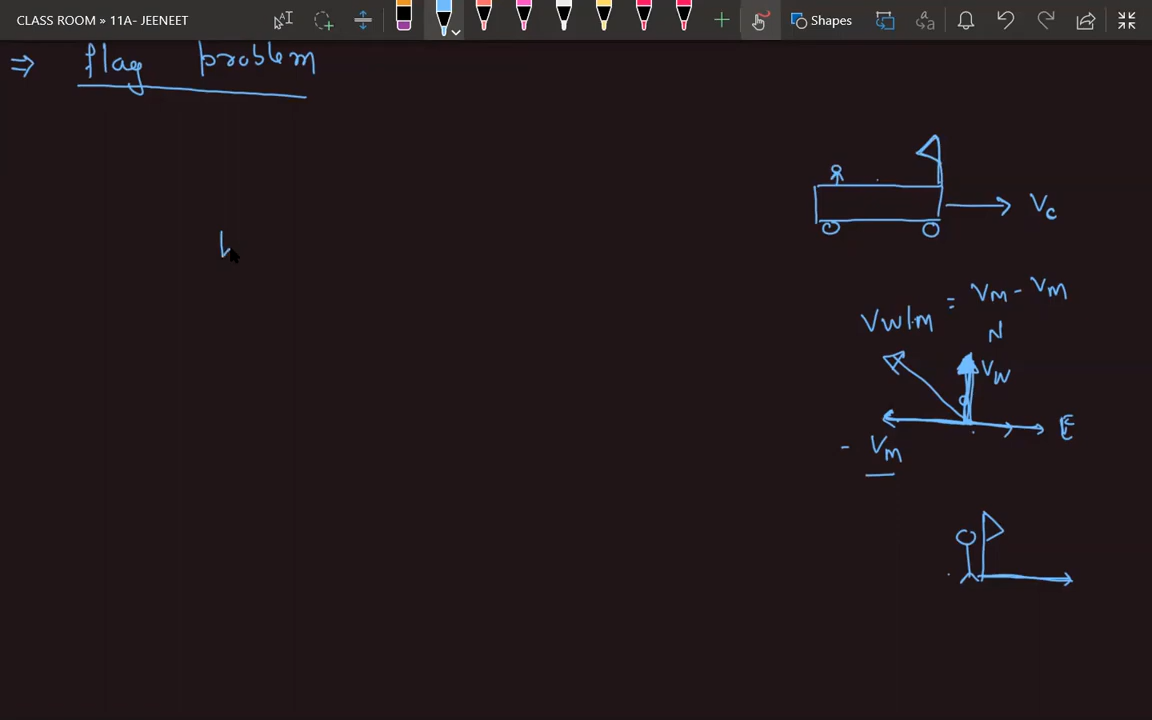 CLASS ROOM » 11A- JEENEET
Shapes
⇒ flag problem
Vc
Vw|m = Vm - Vm
N
Vw
E
- Vm